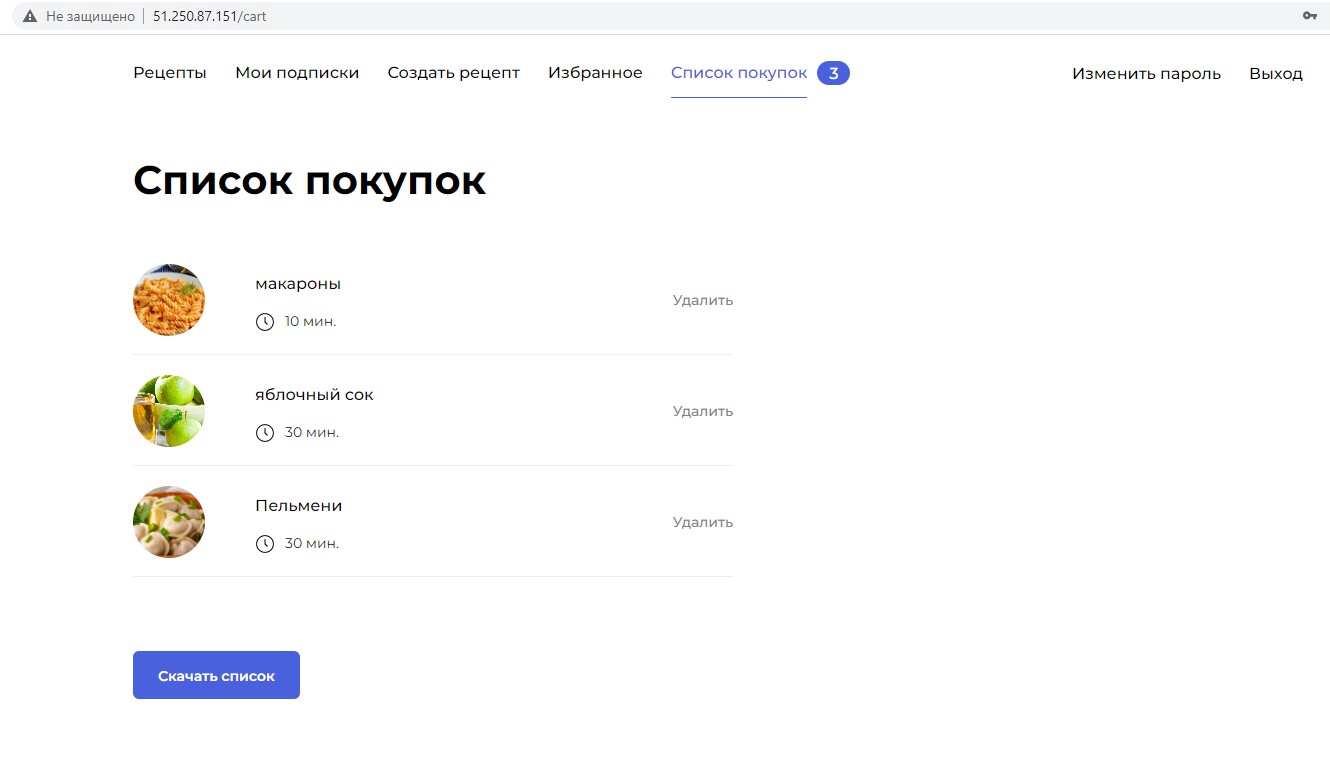 Не защищено 51.250.87.151/cart
Рецепты Мои подписки Создать рецепт Избранное Список покупок 3 Изменить пароль Выход
Список покупок
макароны
10 мин.
Удалить
яблочный сок
30 мин.
Удалить
Пельмени
30 мин.
Удалить
Скачать список